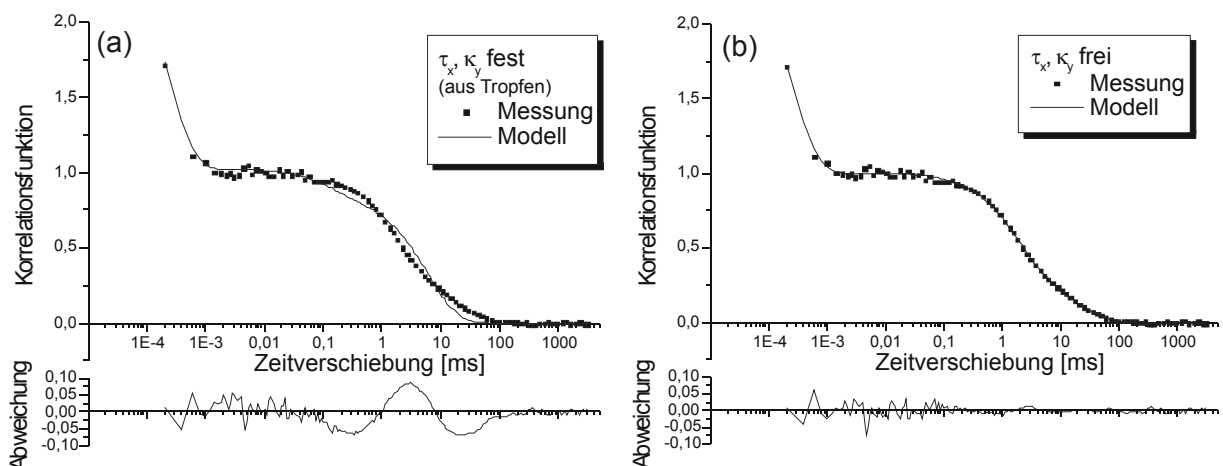 (a)
2,0
1,5
1,0
0,5
0,0
Korrelationsfunktion
τx, κy fest
(aus Tropfen)
Messung
Modell
1E-4 1E-3 0,01 0,1 1 10 100 1000
Zeitverschiebung [ms]
0,10
0,05
0,00
-0,05
-0,10
Abweichung
(b)
2,0
1,5
1,0
0,5
0,0
Korrelationsfunktion
τx, κy frei
Messung
Modell
1E-4 1E-3 0,01 0,1 1 10 100 1000
Zeitverschiebung [ms]
0,10
0,05
0,00
-0,05
-0,10
Abweichung